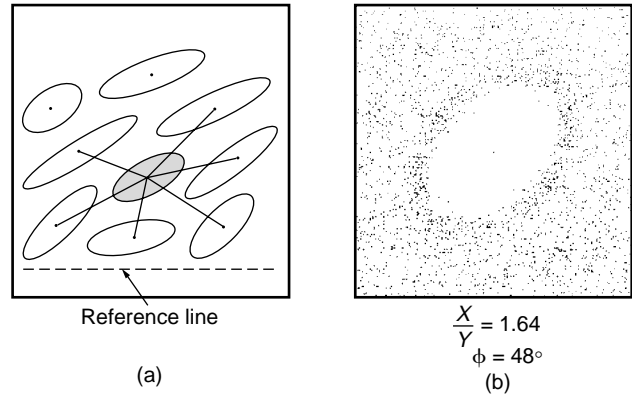 Reference line
(a)
X/Y = 1.64
ϕ = 48°
(b)